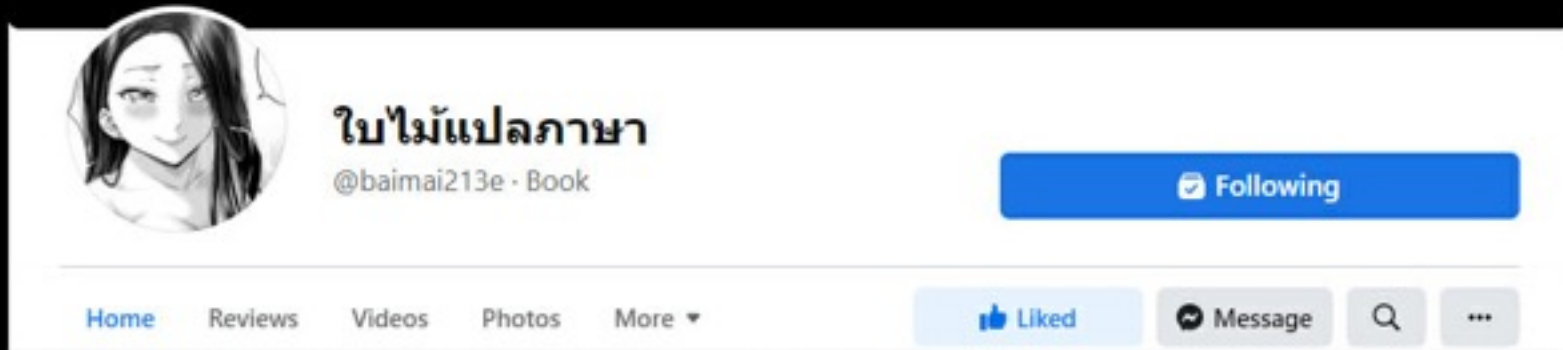 ใบไม้แปลภาษา
@baimai213e · Book
Following
Home Reviews Videos Photos More
Liked Message